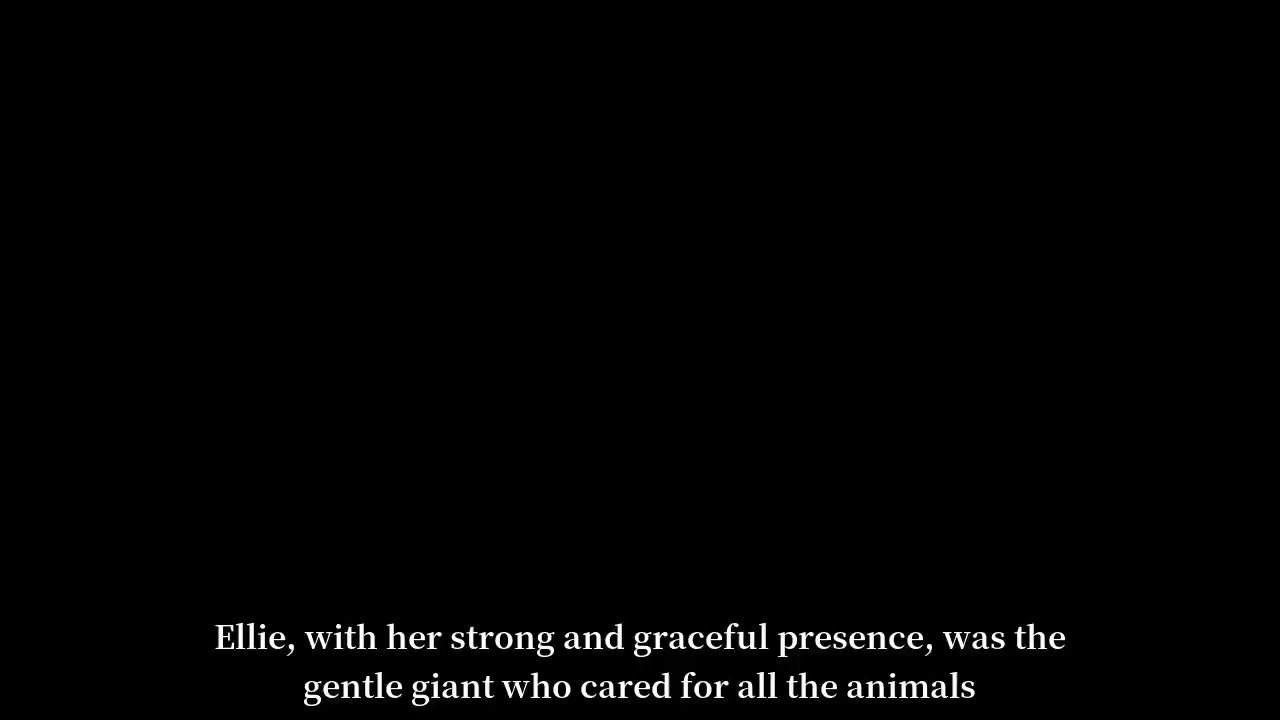 Ellie, with her strong and graceful presence, was the
gentle giant who cared for all the animals